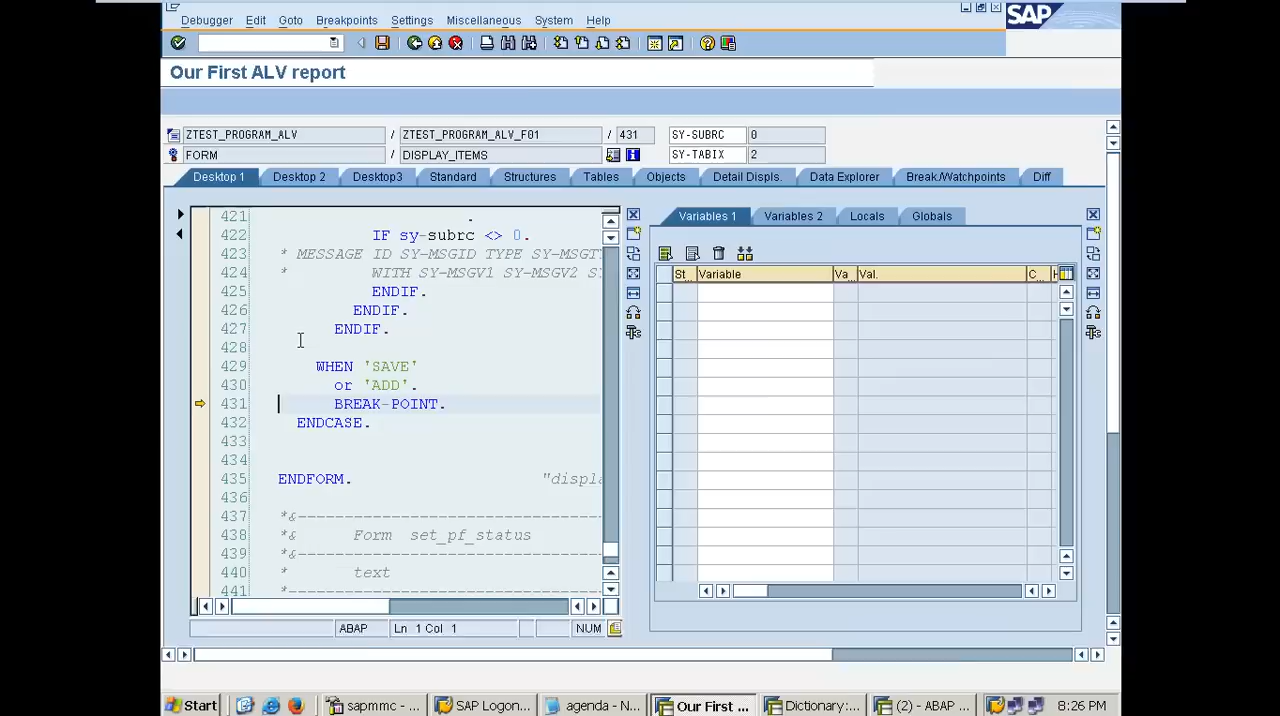 Debugger Edit Goto Breakpoints Settings Miscellaneous System Help
SAP
Our First ALV report
ZTEST_PROGRAM_ALV / ZTEST_PROGRAM_ALV_F01 / 431 SY-SUBRC 0
FORM / DISPLAY_ITEMS SY-TABIX 2
Desktop 1 Desktop 2 Desktop3 Standard Structures Tables Objects Detail Displs. Data Explorer Break./Watchpoints Diff
Variables 1 Variables 2 Locals Globals
St... Variable Va... Val. C...
421 .
422 IF sy-subrc <> 0.
423 * MESSAGE ID SY-MSGID TYPE SY-MSGT
424 * WITH SY-MSGV1 SY-MSGV2 S
425 ENDIF.
426 ENDIF.
427 ENDIF.
428
429 WHEN 'SAVE'
430 or 'ADD'.
431 BREAK-POINT.
432 ENDCASE.
433
434
435 ENDFORM. "displa
436
437 *&---------------------------------
438 *& Form set_pf_status
439 *&---------------------------------
440 * text
441 *----------------------------------
ABAP Ln 1 Col 1 NUM
Start sapmmc - ... SAP Logon... agenda - N... Our First ... Dictionary:... (2) - ABAP ... 8:26 PM